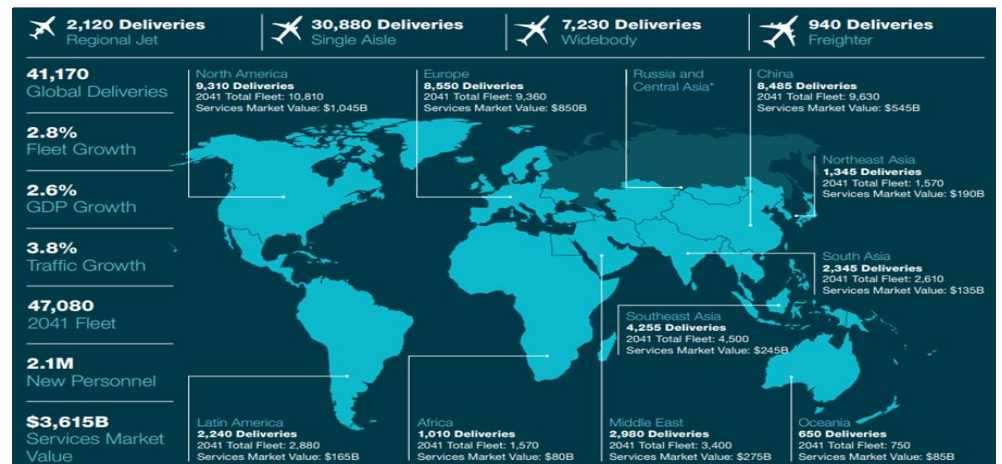 2,120 Deliveries
Regional Jet
30,880 Deliveries
Single Aisle
7,230 Deliveries
Widebody
940 Deliveries
Freighter
41,170
Global Deliveries
2.8%
Fleet Growth
2.6%
GDP Growth
3.8%
Traffic Growth
47,080
2041 Fleet
2.1M
New Personnel
$3,615B
Services Market
Value
North America
9,310 Deliveries
2041 Total Fleet: 10,810
Services Market Value: $1,045B
Europe
8,550 Deliveries
2041 Total Fleet: 9,360
Services Market Value: $850B
Russia and
Central Asia*
China
8,485 Deliveries
2041 Total Fleet: 9,630
Services Market Value: $545B
Northeast Asia
1,345 Deliveries
2041 Total Fleet: 1,570
Services Market Value: $190B
South Asia
2,345 Deliveries
2041 Total Fleet: 2,610
Services Market Value: $135B
Southeast Asia
4,255 Deliveries
2041 Total Fleet: 4,500
Services Market Value: $245B
Latin America
2,240 Deliveries
2041 Total Fleet: 2,880
Services Market Value: $165B
Africa
1,010 Deliveries
2041 Total Fleet: 1,570
Services Market Value: $80B
Middle East
2,980 Deliveries
2041 Total Fleet: 3,400
Services Market Value: $275B
Oceania
650 Deliveries
2041 Total Fleet: 750
Services Market Value: $85B